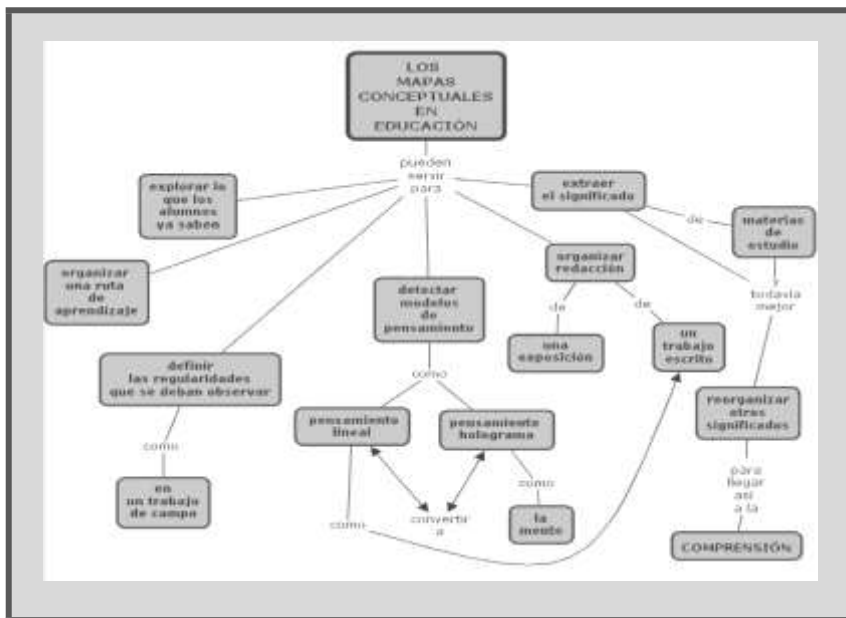 LOS
MAPAS
CONCEPTUALES
EN
EDUCACIÓN
pueden
servir
para
explorar lo
que los
alumnos
ya saben
extraer
el significado
de
materias
de
estudio
organizar
una ruta
de
aprendizaje
detectar
modelos
de
pensamiento
organizar
redacción
todavía
mejor
de
de
una
exposición
un
trabajo
escrito
definir
las regularidades
que se deban observar
como
reorganizar
otros
significados
pensamiento
lineal
pensamiento
holograma
como
en
un trabajo
de campo
como
convertir
a
como
la
mente
para
llegar
así
a la
COMPRENSIÓN